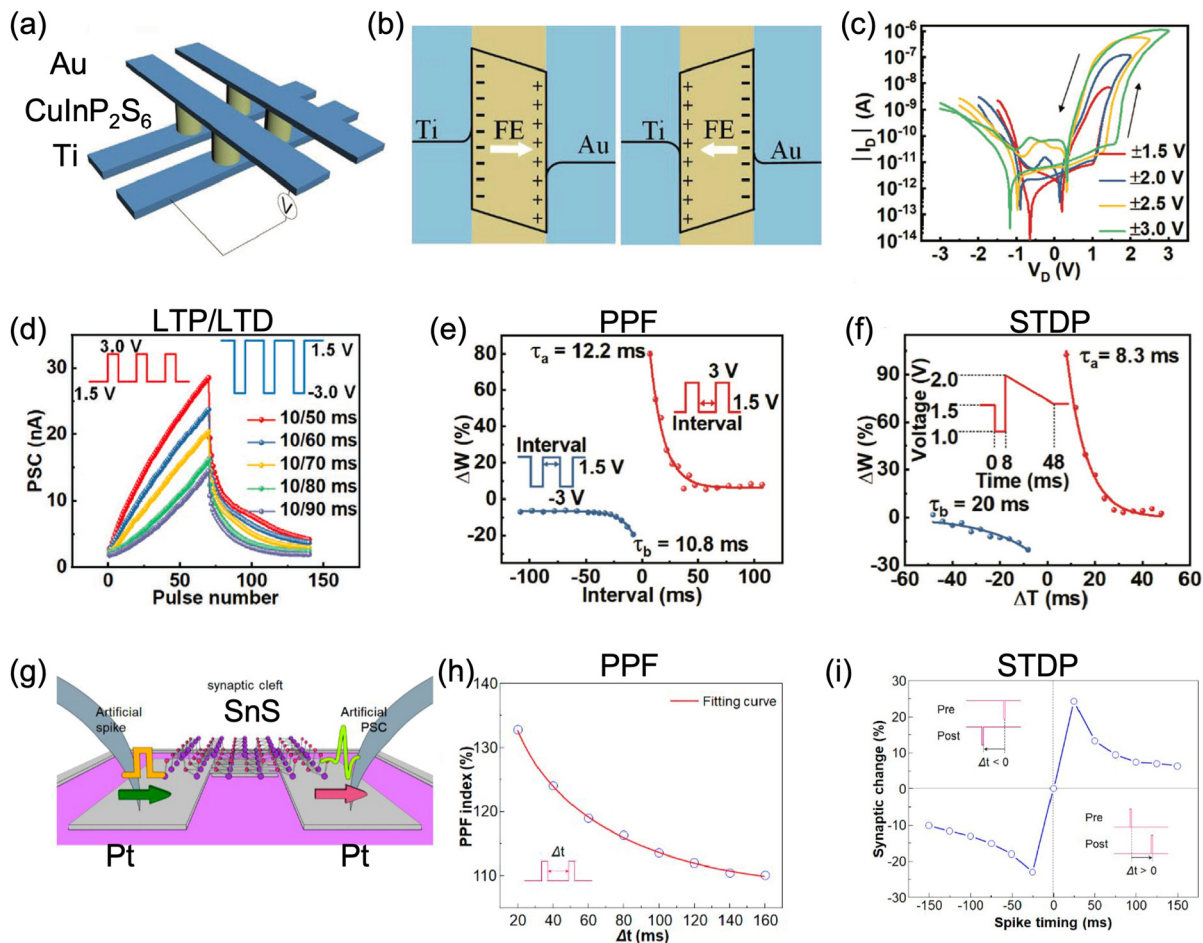 (a)
Au
CuInP₂S₆
Ti
V
(b)
Ti
FE
Au
Ti
FE
Au
(c)
|I_D| (A)
10⁻⁶
10⁻⁷
10⁻⁸
10⁻⁹
10⁻¹⁰
10⁻¹¹
10⁻¹²
10⁻¹³
10⁻¹⁴
±1.5 V
±2.0 V
±2.5 V
±3.0 V
-3 -2 -1 0 1 2 3
V_D (V)
(d)
LTP/LTD
PSC (nA)
30
20
10
0
3.0 V
1.5 V
1.5 V
-3.0 V
10/50 ms
10/60 ms
10/70 ms
10/80 ms
10/90 ms
0 50 100 150
Pulse number
(e)
PPF
ΔW (%)
80
60
40
20
0
-20
τa = 12.2 ms
3 V
1.5 V
Interval
Interval
1.5 V
-3 V
τb = 10.8 ms
-100 -50 0 50 100
Interval (ms)
(f)
STDP
ΔW (%)
90
60
30
0
-30
τa = 8.3 ms
Voltage (V)
2.0
1.5
1.0
0 8 48
Time (ms)
τb = 20 ms
-60 -40 -20 0 20 40 60
ΔT (ms)
(g)
synaptic cleft
SnS
Artificial
spike
Artificial
PSC
Pt
Pt
(h)
PPF
PPF index(%)
140
130
120
110
Fitting curve
Δt
20 40 60 80 100 120 140 160
Δt (ms)
(i)
STDP
Synaptic change (%)
30
20
10
0
-10
-20
-30
Pre
Post
Δt < 0
Pre
Post
Δt > 0
-150 -100 -50 0 50 100 150
Spike timing (ms)